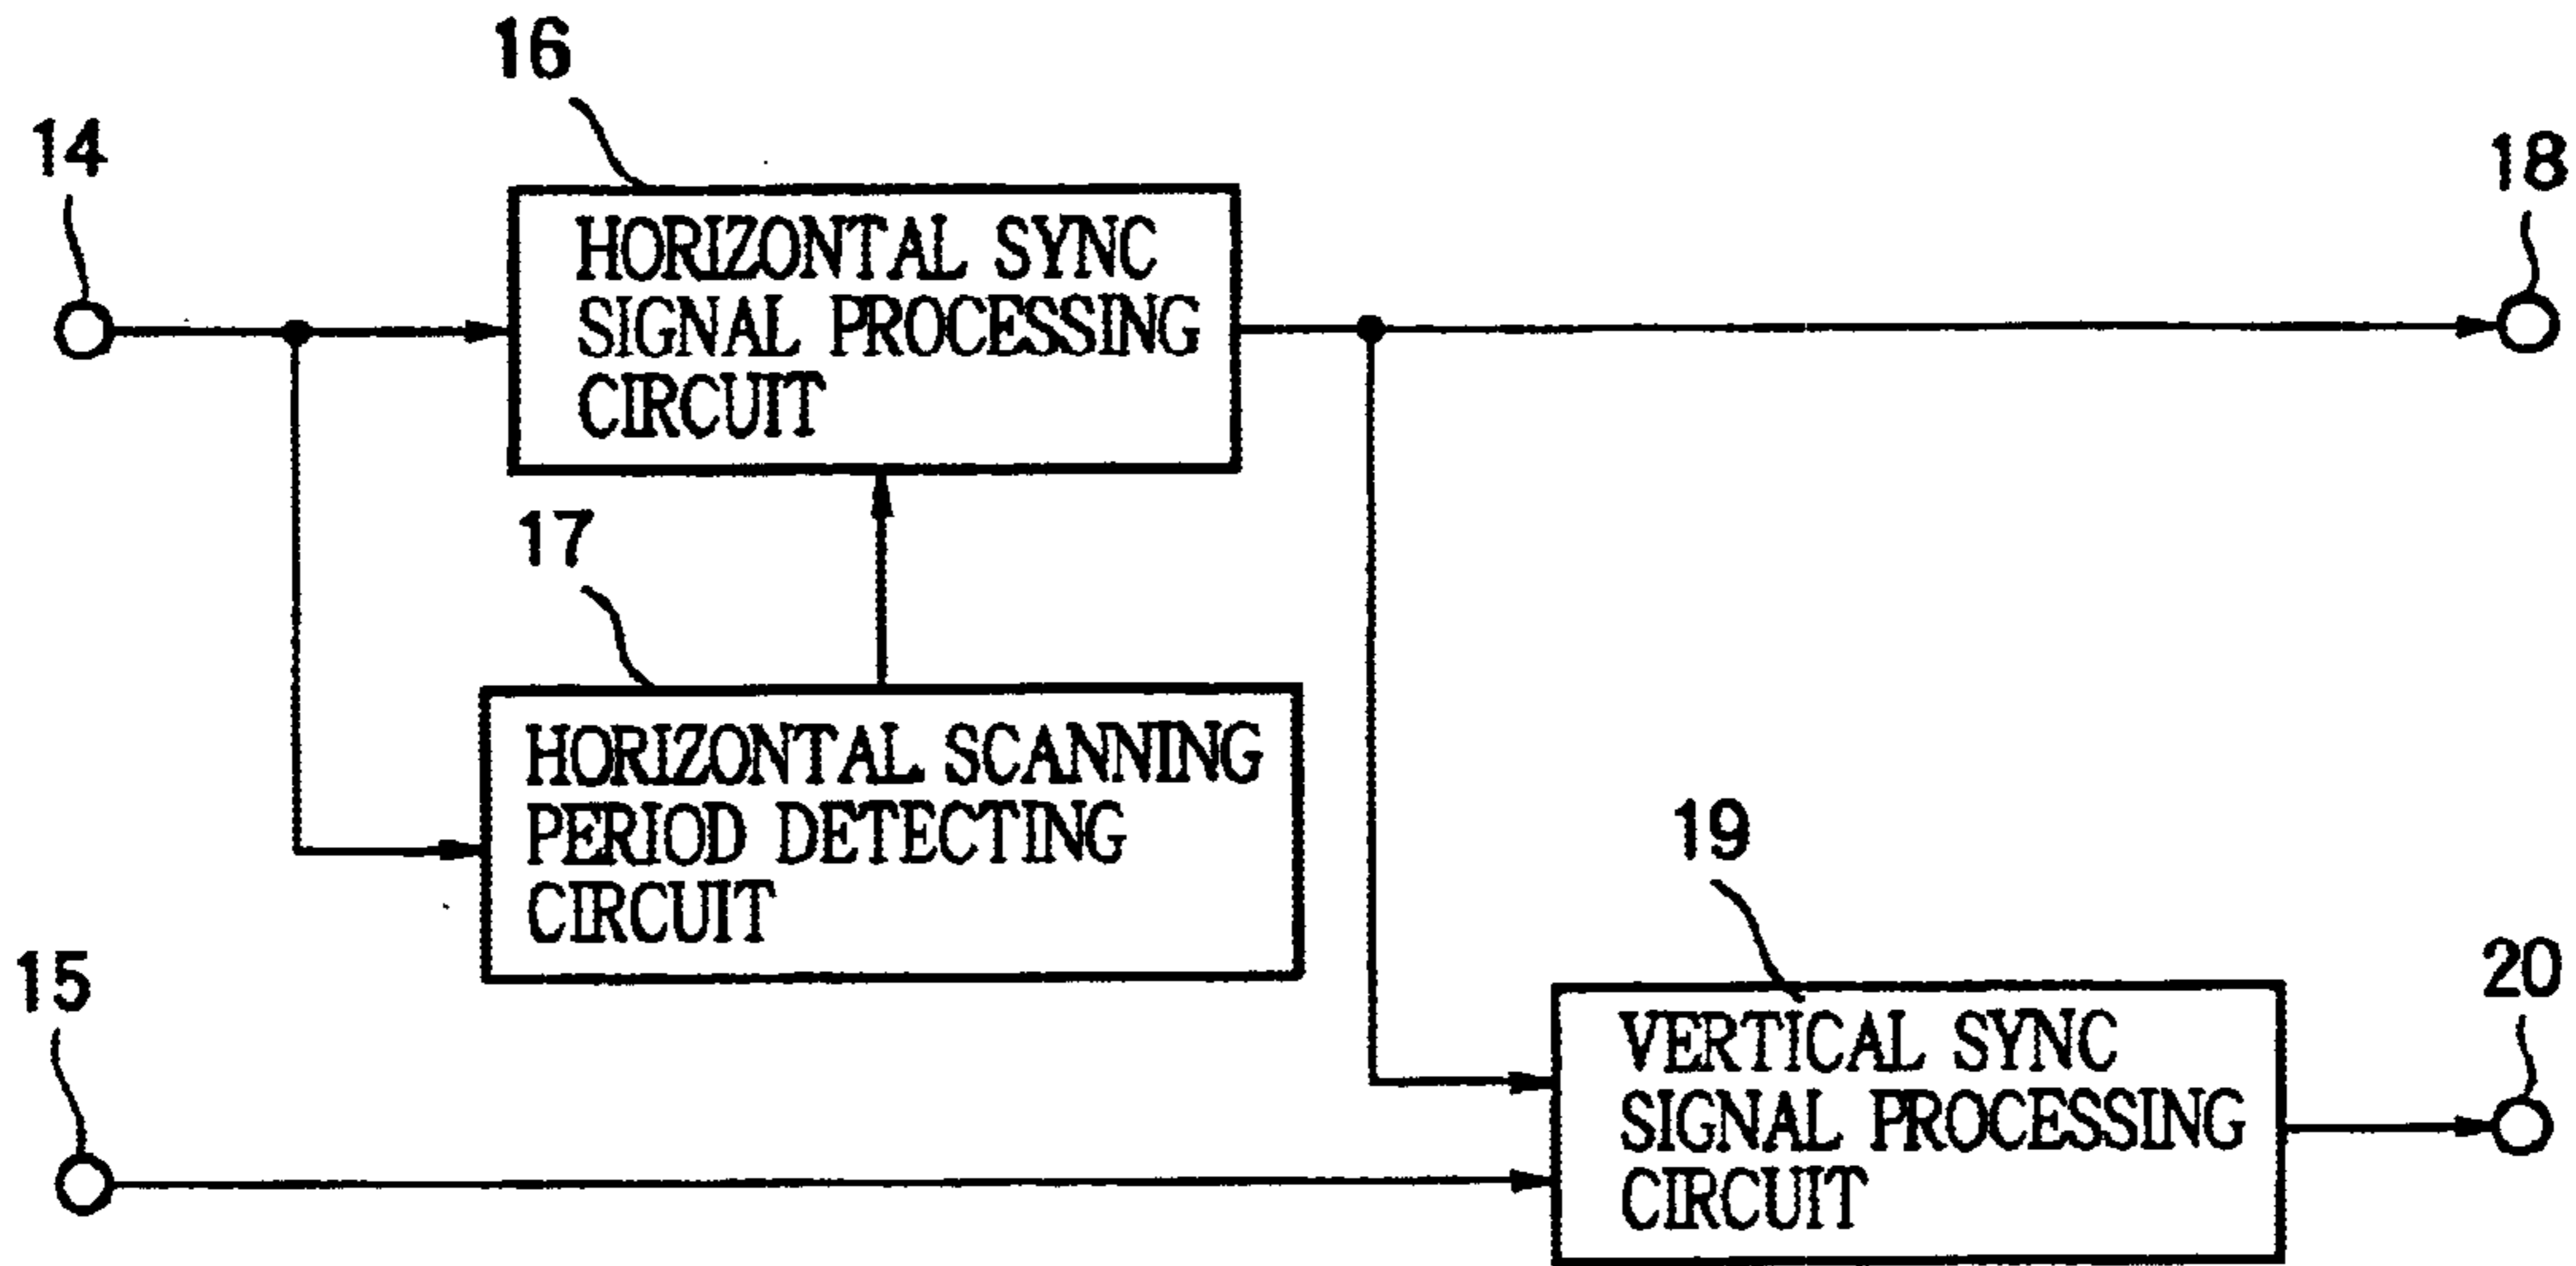 16
14
18
HORIZONTAL SYNC
SIGNAL PROCESSING
CIRCUIT
17
HORIZONTAL SCANNING
PERIOD DETECTING
CIRCUIT
19
15
20
VERTICAL SYNC
SIGNAL PROCESSING
CIRCUIT